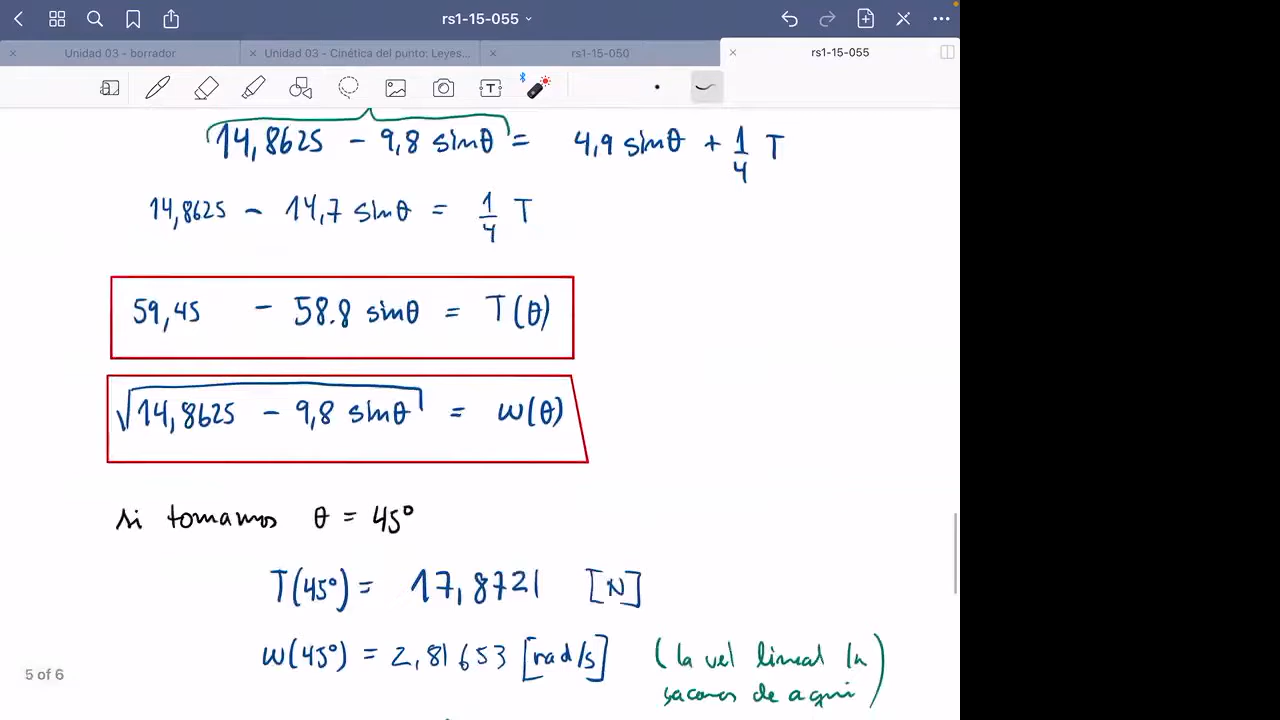 rs1-15-055
Unidad 03 - borrador
Unidad 03 - Cinética del punto: Leyes...
rs1-15-050
rs1-15-055
14,8625 - 9,8 sinθ = 4,9 sinθ + 1/4 T
14,8625 - 14,7 sinθ = 1/4 T
59,45 - 58.8 sinθ = T(θ)
√14,8625 - 9,8 sinθ = w(θ)
si tomamos θ = 45°
T(45°) = 17,8721 [N]
w(45°) = 2,81653 [rad/s] (la vel lineal la
sacamos de aqui)
5 of 6